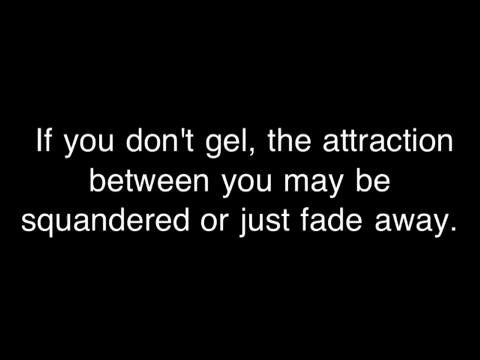 If you don't gel, the attraction
between you may be
squandered or just fade away.